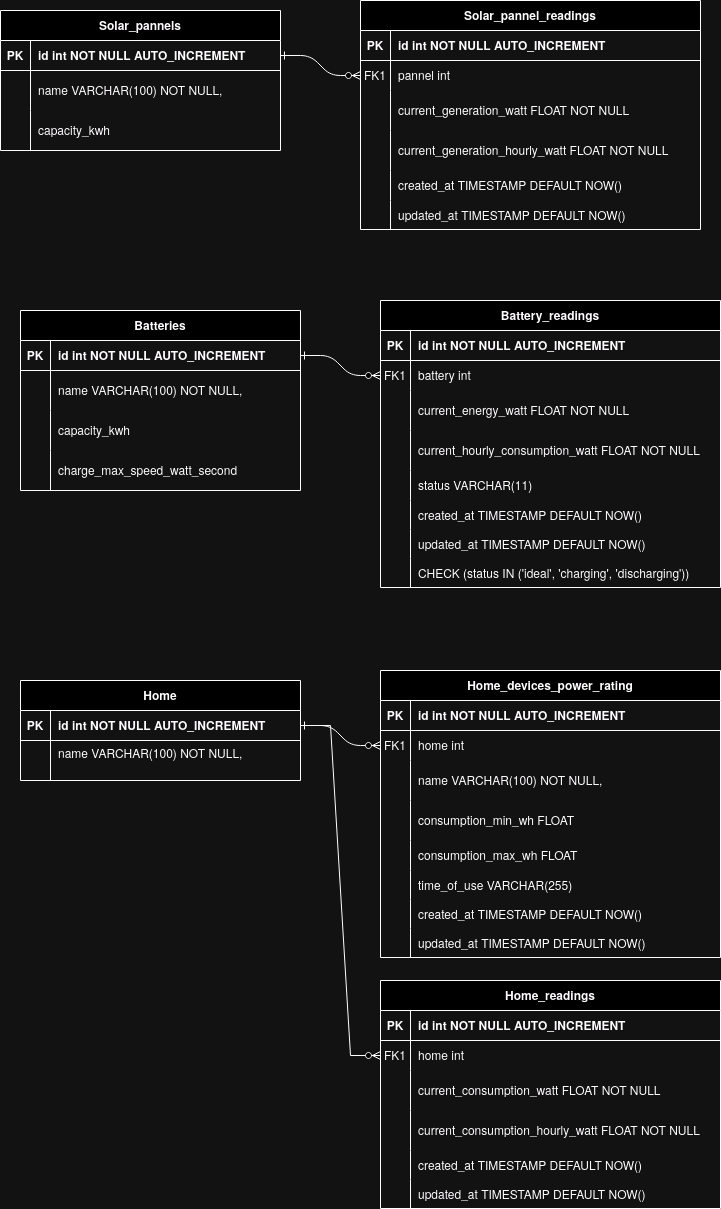 Solar_pannels
PK id int NOT NULL AUTO_INCREMENT
name VARCHAR(100) NOT NULL,
capacity_kwh
Solar_pannel_readings
PK id int NOT NULL AUTO_INCREMENT
FK1 pannel int
current_generation_watt FLOAT NOT NULL
current_generation_hourly_watt FLOAT NOT NULL
created_at TIMESTAMP DEFAULT NOW()
updated_at TIMESTAMP DEFAULT NOW()
Batteries
PK id int NOT NULL AUTO_INCREMENT
name VARCHAR(100) NOT NULL,
capacity_kwh
charge_max_speed_watt_second
Battery_readings
PK id int NOT NULL AUTO_INCREMENT
FK1 battery int
current_energy_watt FLOAT NOT NULL
current_hourly_consumption_watt FLOAT NOT NULL
status VARCHAR(11)
created_at TIMESTAMP DEFAULT NOW()
updated_at TIMESTAMP DEFAULT NOW()
CHECK (status IN ('ideal', 'charging', 'discharging'))
Home
PK id int NOT NULL AUTO_INCREMENT
name VARCHAR(100) NOT NULL,
Home_devices_power_rating
PK id int NOT NULL AUTO_INCREMENT
FK1 home int
name VARCHAR(100) NOT NULL,
consumption_min_wh FLOAT
consumption_max_wh FLOAT
time_of_use VARCHAR(255)
created_at TIMESTAMP DEFAULT NOW()
updated_at TIMESTAMP DEFAULT NOW()
Home_readings
PK id int NOT NULL AUTO_INCREMENT
FK1 home int
current_consumption_watt FLOAT NOT NULL
current_consumption_hourly_watt FLOAT NOT NULL
created_at TIMESTAMP DEFAULT NOW()
updated_at TIMESTAMP DEFAULT NOW()